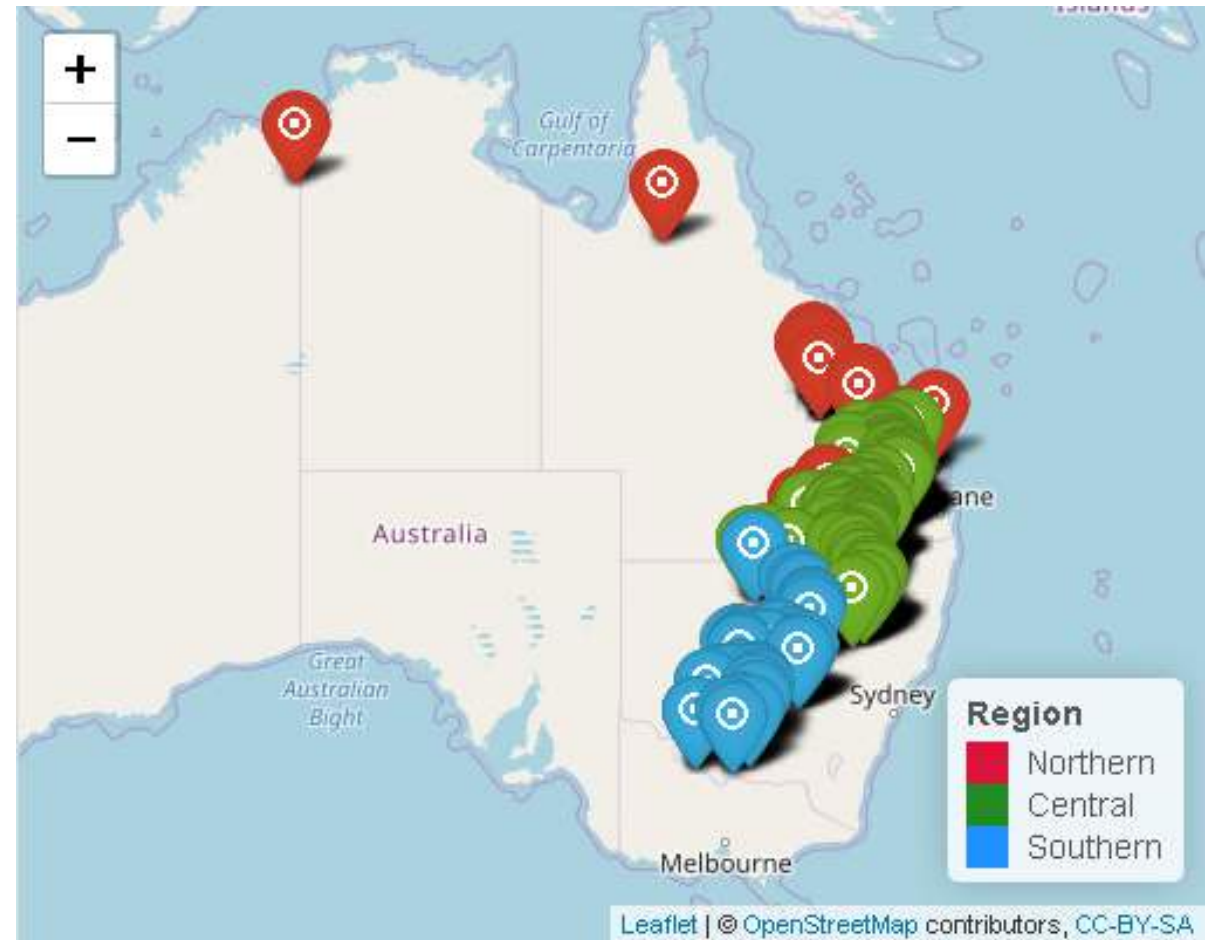 Islands
+
−
Gulf of
Carpentaria
ane
Australia
Great
Australian
Bight
Sydney
Region
Northern
Central
Southern
Melbourne
Leaflet | © OpenStreetMap contributors, CC-BY-SA